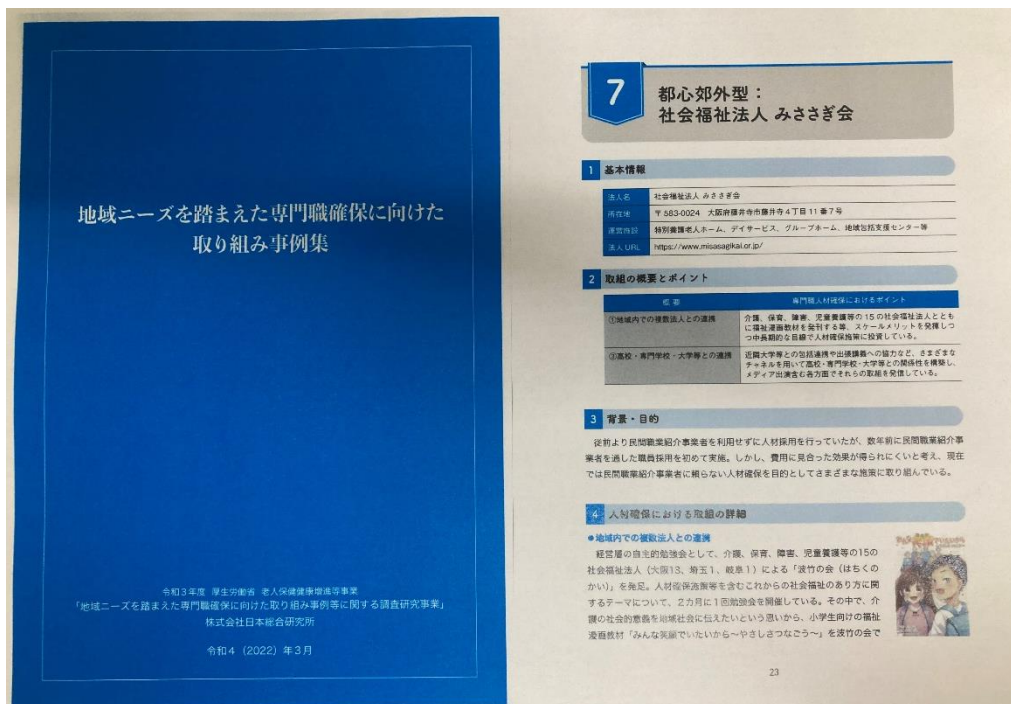 地域ニーズを踏まえた専門職確保に向けた
取り組み事例集
令和3年度 厚生労働省 老人保健健康増進等事業
「地域ニーズを踏まえた専門職確保に向けた取り組み事例等に関する調査研究事業」
株式会社日本総合研究所
令和4（2022）年3月
7
都心郊外型：
社会福祉法人 みささぎ会
1 基本情報
法人名 社会福祉法人 みささぎ会
所在地 〒583-0024 大阪府藤井寺市藤井寺4丁目11番7号
運営施設 特別養護老人ホーム、デイサービス、グループホーム、地域包括支援センター等
法人URL https://www.misasagikai.or.jp/
2 取組の概要とポイント
概要 専門職人材確保におけるポイント
①地域内での複数法人との連携 介護、保育、障害、児童養護等の15の社会福祉法人ととも
に福祉漫画教材を発刊する等、スケールメリットを発揮しつ
つ中長期的な目線で人材確保施策に投資している。
②高校・専門学校・大学等との連携 近関大学等との包括連携や出張講義への協力など、さまざまな
チャネルを用いて高校・専門学校・大学等との関係性を構築し、
メディア出演含む各方面でそれらの取組を発信している。
3 背景・目的
従前より民間職業紹介事業者を利用せずに人材採用を行っていたが、数年前に民間職業紹介事
業者を通した職員採用を初めて実施。しかし、費用に見合った効果が得られにくいと考え、現在
では民間職業紹介事業者に頼らない人材確保を目的としてさまざまな施策に取り組んでいる。
4 人材確保における取組の詳細
●地域内での複数法人との連携
経営層の自主的勉強会として、介護、保育、障害、児童養護等の15の
社会福祉法人（大阪13、埼玉1、岐阜1）による「波竹の会（はちくの
かい）」を発足。人材確保施策等を含むこれからの社会福祉のあり方に関
するテーマについて、2カ月に1回勉強会を開催している。その中で、介
護の社会的意義を地域社会に伝えたいという思いから、小学生向けの福祉
漫画教材「みんな笑顔でいたいから～やさしさつなごう～」を波竹の会で
23